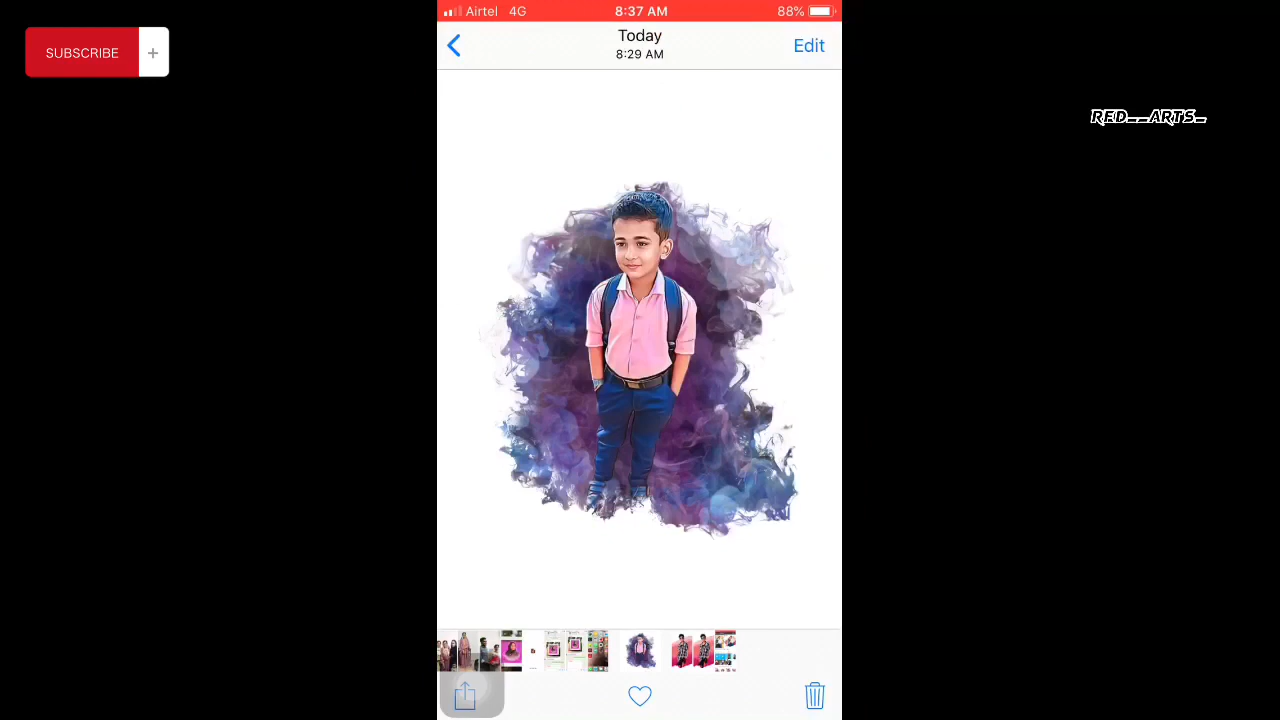 Airtel 4G 8:37 AM 88%
SUBSCRIBE +
Today
8:29 AM
Edit
RED__ARTS_